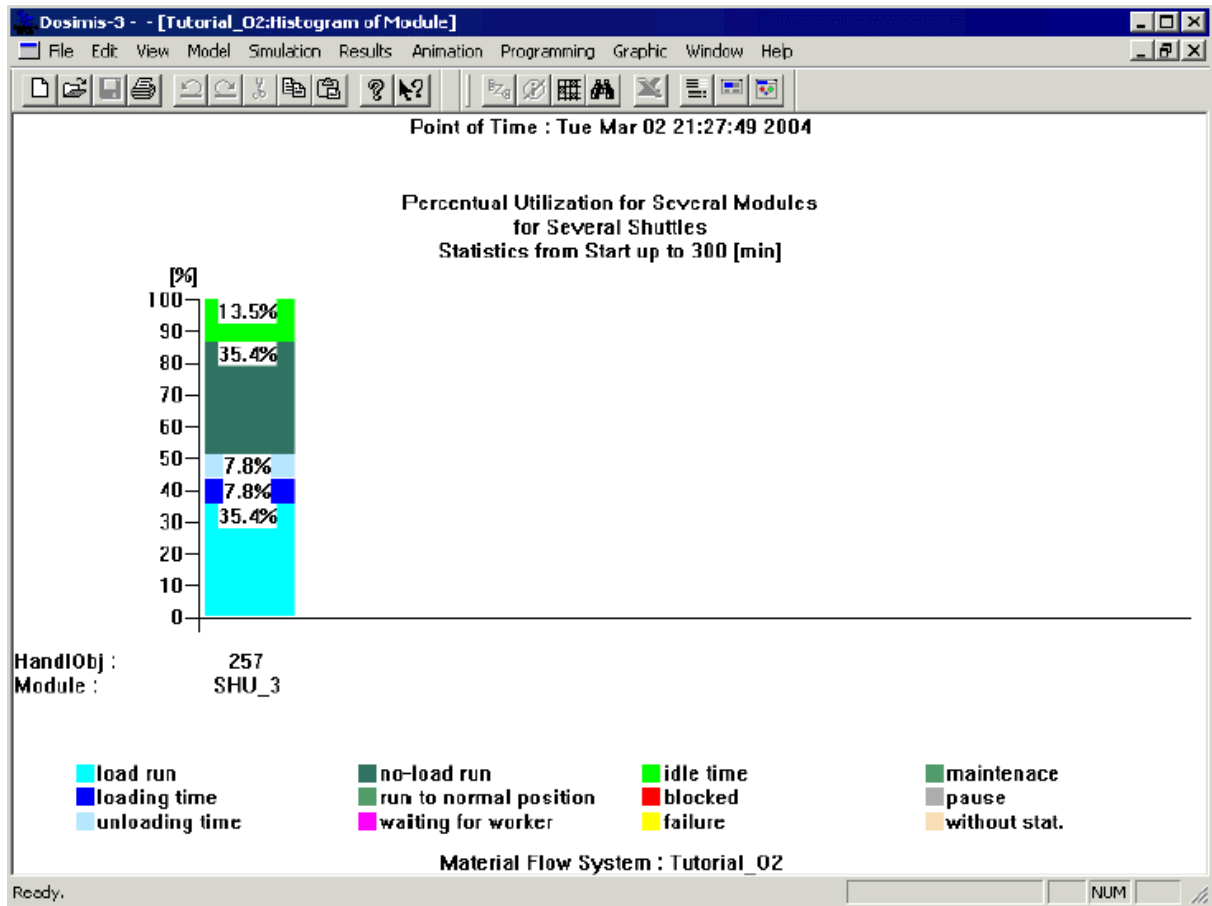 Dosimis-3 - - [Tutorial_02:Histogram of Module]
File Edit View Model Simulation Results Animation Programming Graphic Window Help
Point of Time : Tue Mar 02 21:27:49 2004
Percentual Utilization for Several Modules
for Several Shuttles
Statistics from Start up to 300 [min]
[%]
100
13.5%
90
35.4%
80
70
60
50
7.8%
40
7.8%
35.4%
30
20
10
0
HandlObj : 257
Module : SHU_3
load run no-load run idle time maintenace
loading time run to normal position blocked pause
unloading time waiting for worker failure without stat.
Material Flow System : Tutorial_02
Ready. NUM